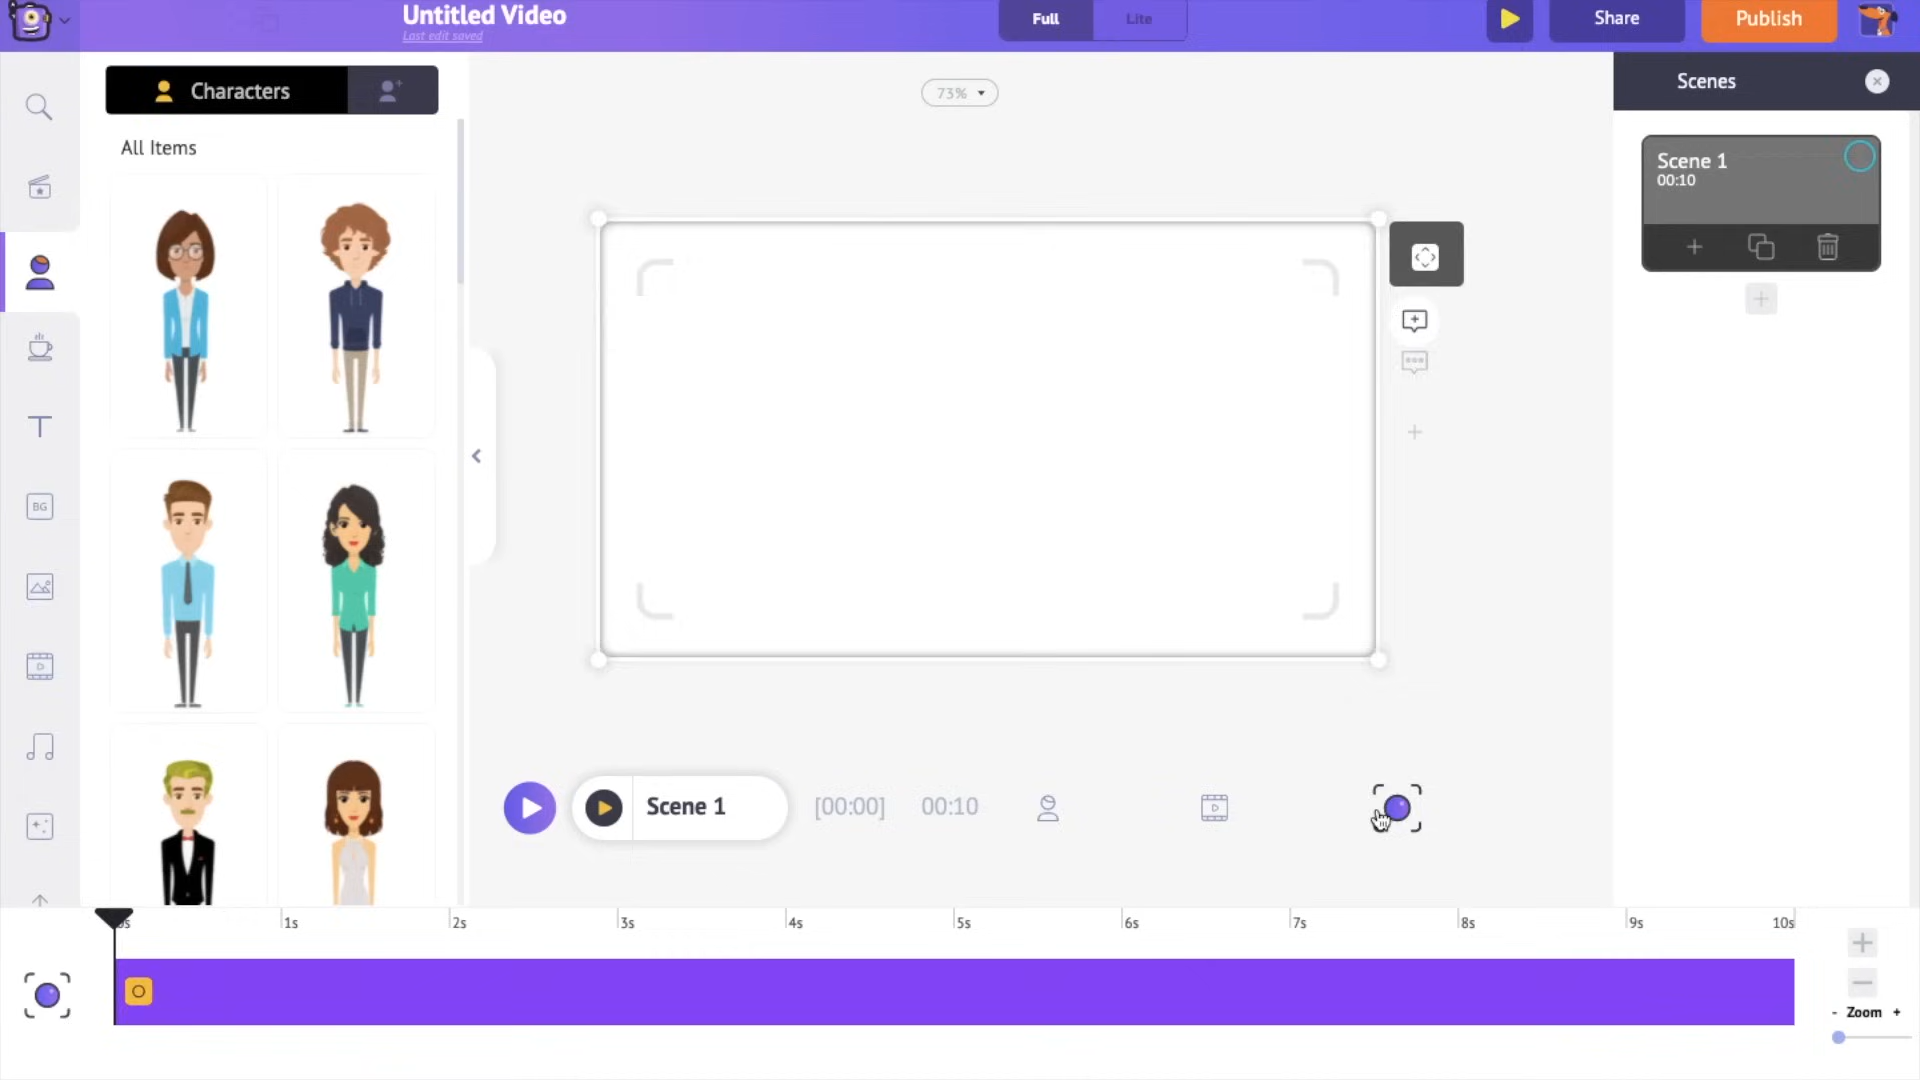 Untitled Video
Last edit saved
Full
Lite
Share
Publish
Characters
All Items
73%
Scenes
Scene 1
00:10
BG
Scene 1
[00:00]
00:10
0s
1s
2s
3s
4s
5s
6s
7s
8s
9s
10s
- Zoom +